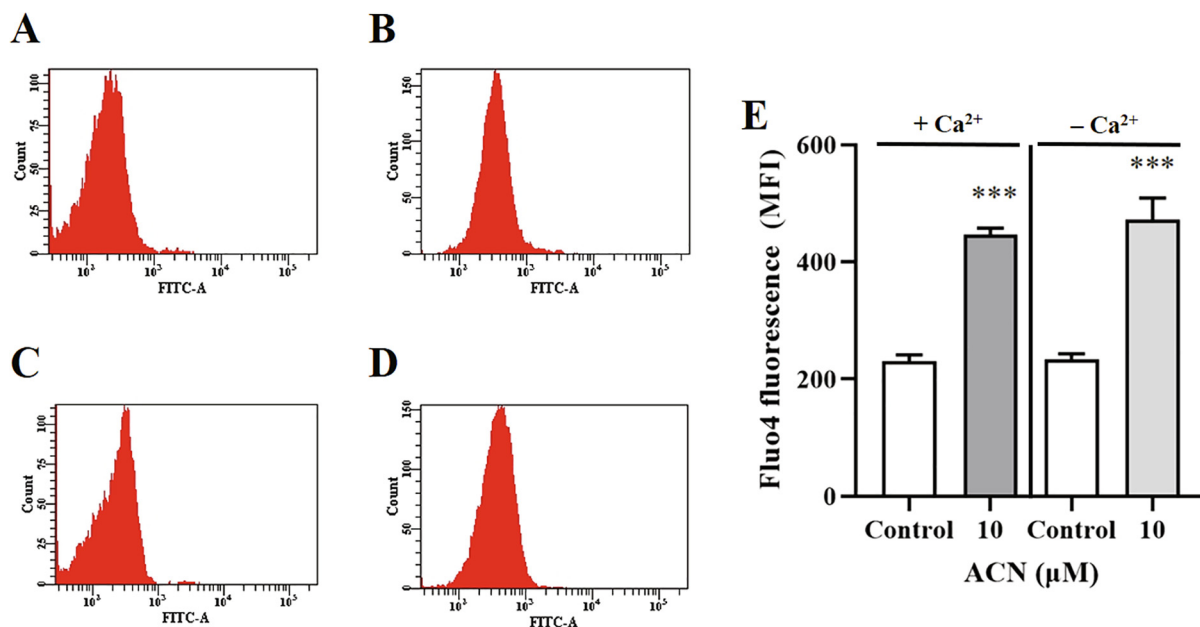 A
Count
0 25 50 75 100
10³ 10³ 10⁴ 10⁵
FITC-A
B
Count
0 50 100 150
10³ 10³ 10⁴ 10⁵
FITC-A
C
Count
0 25 50 75 100
10³ 10³ 10⁴ 10⁵
FITC-A
D
Count
0 50 100 150
10³ 10³ 10⁴ 10⁵
FITC-A
E
+ Ca²⁺ – Ca²⁺
Fluo4 fluorescence (MFI)
600
400
200
0
*** ***
Control 10 Control 10
ACN (μM)